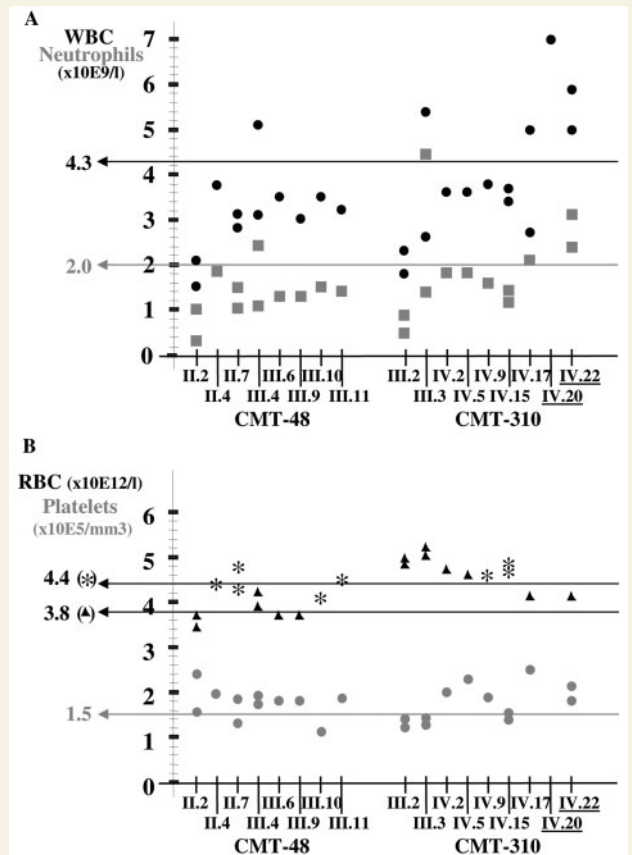 A
WBC
Neutrophils
(x10E9/l)
7
6
5
4.3
4
3
2.0
2
1
0
II.2 II.7 III.6 III.10 III.2 IV.2 IV.9 IV.17 IV.22
II.4 III.4 III.9 III.11 III.3 IV.5 IV.15 IV.20
CMT-48 CMT-310
B
RBC (x10E12/l)
Platelets
(x10E5/mm3)
6
5
4.4 (*)
4
3.8 (▲)
3
2
1.5
1
0
II.2 II.7 III.6 III.10 III.2 IV.2 IV.9 IV.17 IV.22
II.4 III.4 III.9 III.11 III.3 IV.5 IV.15 IV.20
CMT-48 CMT-310